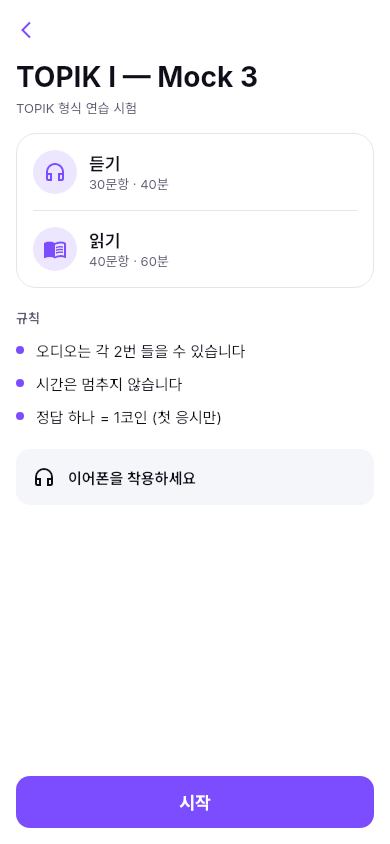 TOPIK I — Mock 3
TOPIK 형식 연습 시험
듣기
30문항 · 40분
읽기
40문항 · 60분
규칙
오디오는 각 2번 들을 수 있습니다
시간은 멈추지 않습니다
정답 하나 = 1코인 (첫 응시만)
이어폰을 착용하세요
시작